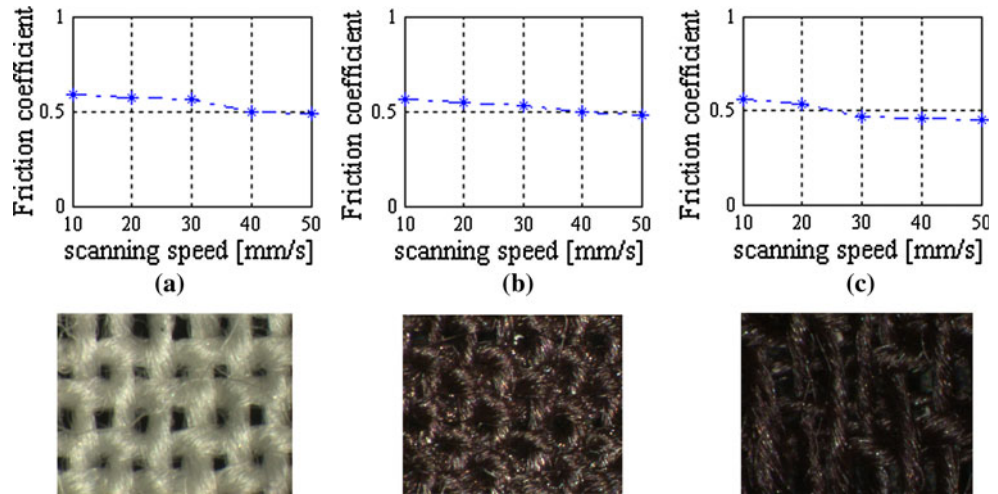 Friction coefficient
1
0.5
0
10 20 30 40 50
scanning speed [mm/s]
(a)
Friction coefficient
1
0.5
0
10 20 30 40 50
scanning speed [mm/s]
(b)
Friction coefficient
1
0.5
0
10 20 30 40 50
scanning speed [mm/s]
(c)